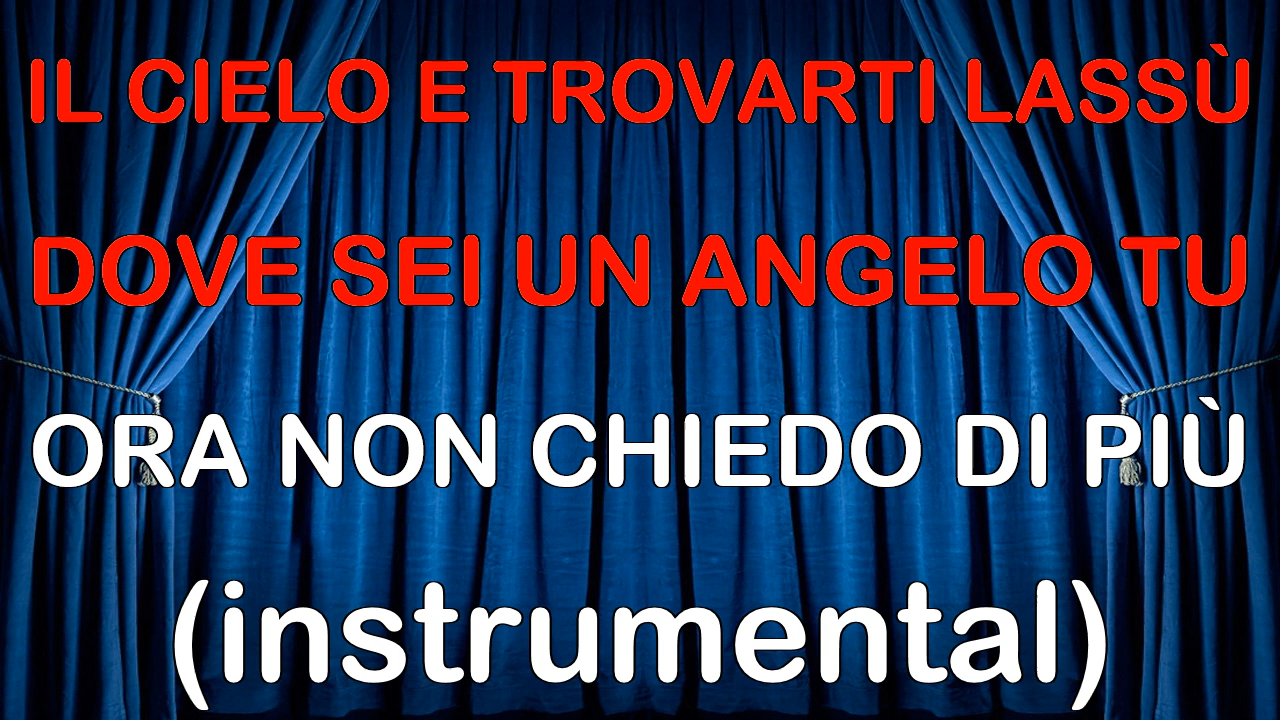 IL CIELO E TROVARTI LASSÙ
DOVE SEI UN ANGELO TU
ORA NON CHIEDO DI PIÙ
(instrumental)